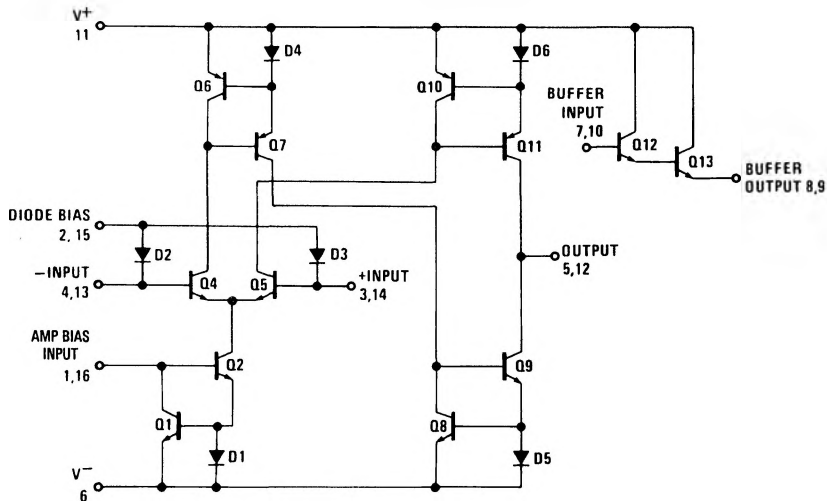 V+
11
D4
D6
Q6
Q10
BUFFER
INPUT
7,10
Q7
Q11
Q12
Q13
BUFFER
OUTPUT 8,9
DIODE BIAS
2, 15
D2
D3
OUTPUT
5,12
–INPUT
4,13
Q4
Q5
+INPUT
3,14
AMP BIAS
INPUT
1,16
Q2
Q9
Q1
Q8
D1
D5
V–
6